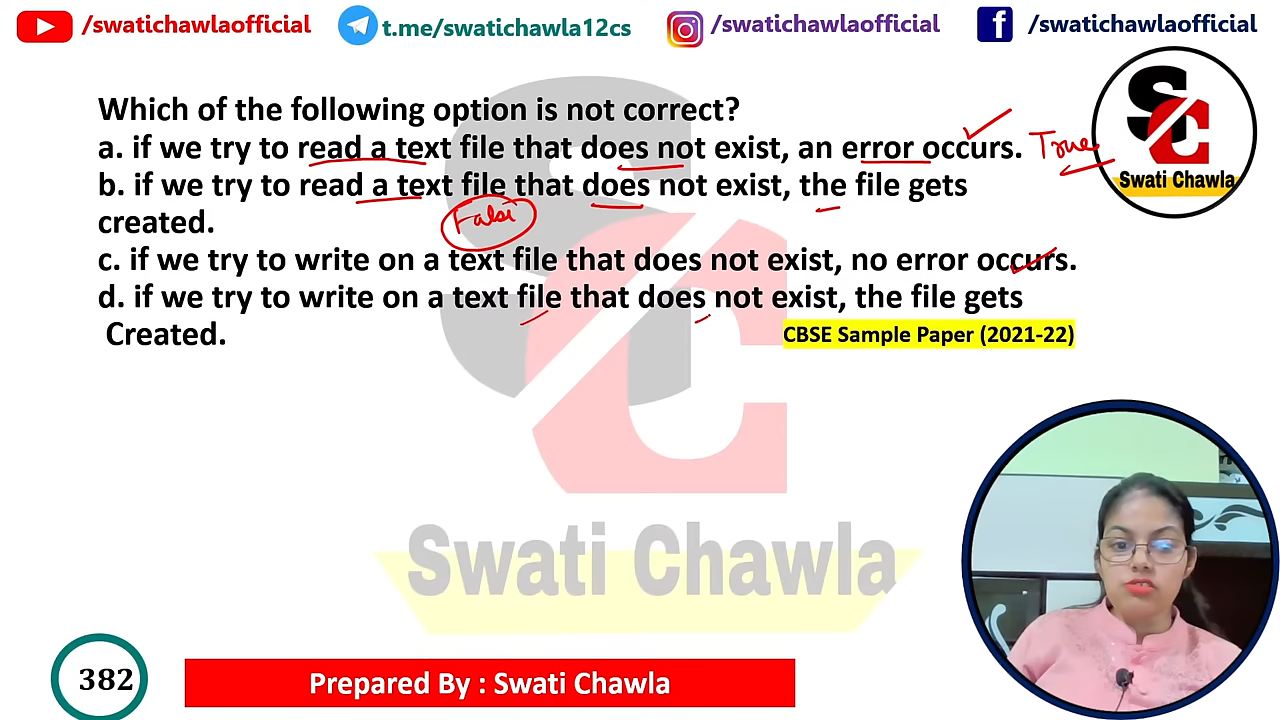 /swatichawlaofficial
t.me/swatichawla12cs
/swatichawlaofficial
/swatichawlaofficial
Which of the following option is not correct?
a. if we try to read a text file that does not exist, an error occurs. True
b. if we try to read a text file that does not exist, the file gets
created.
False
c. if we try to write on a text file that does not exist, no error occurs.
d. if we try to write on a text file that does not exist, the file gets
Created.
CBSE Sample Paper (2021-22)
SC
Swati Chawla
SC
Swati Chawla
382
Prepared By : Swati Chawla